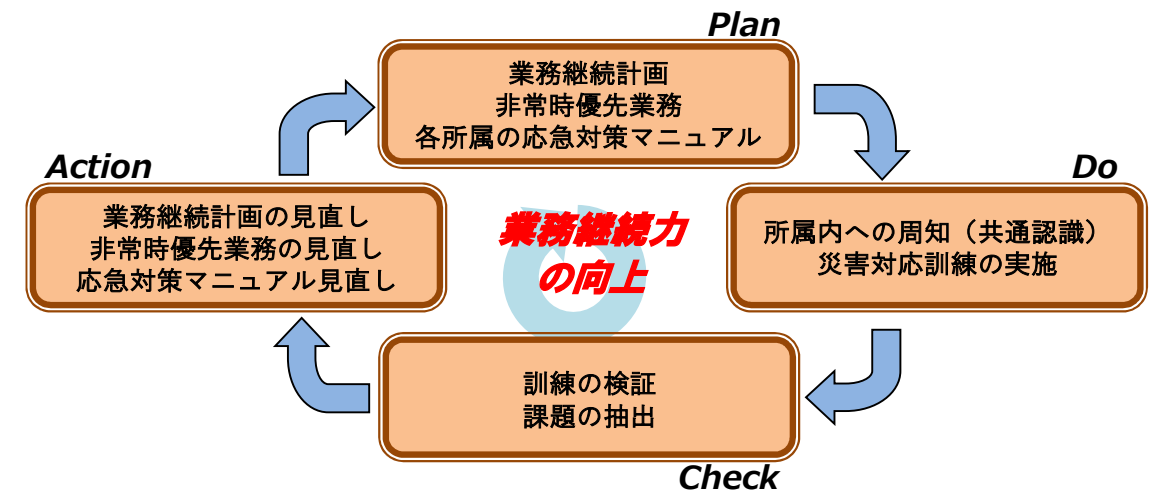 Plan
業務継続計画
非常時優先業務
各所属の応急対策マニュアル
Do
所属内への周知（共通認識）
災害対応訓練の実施
Check
訓練の検証
課題の抽出
Action
業務継続計画の見直し
非常時優先業務の見直し
応急対策マニュアル見直し
業務継続力
の向上